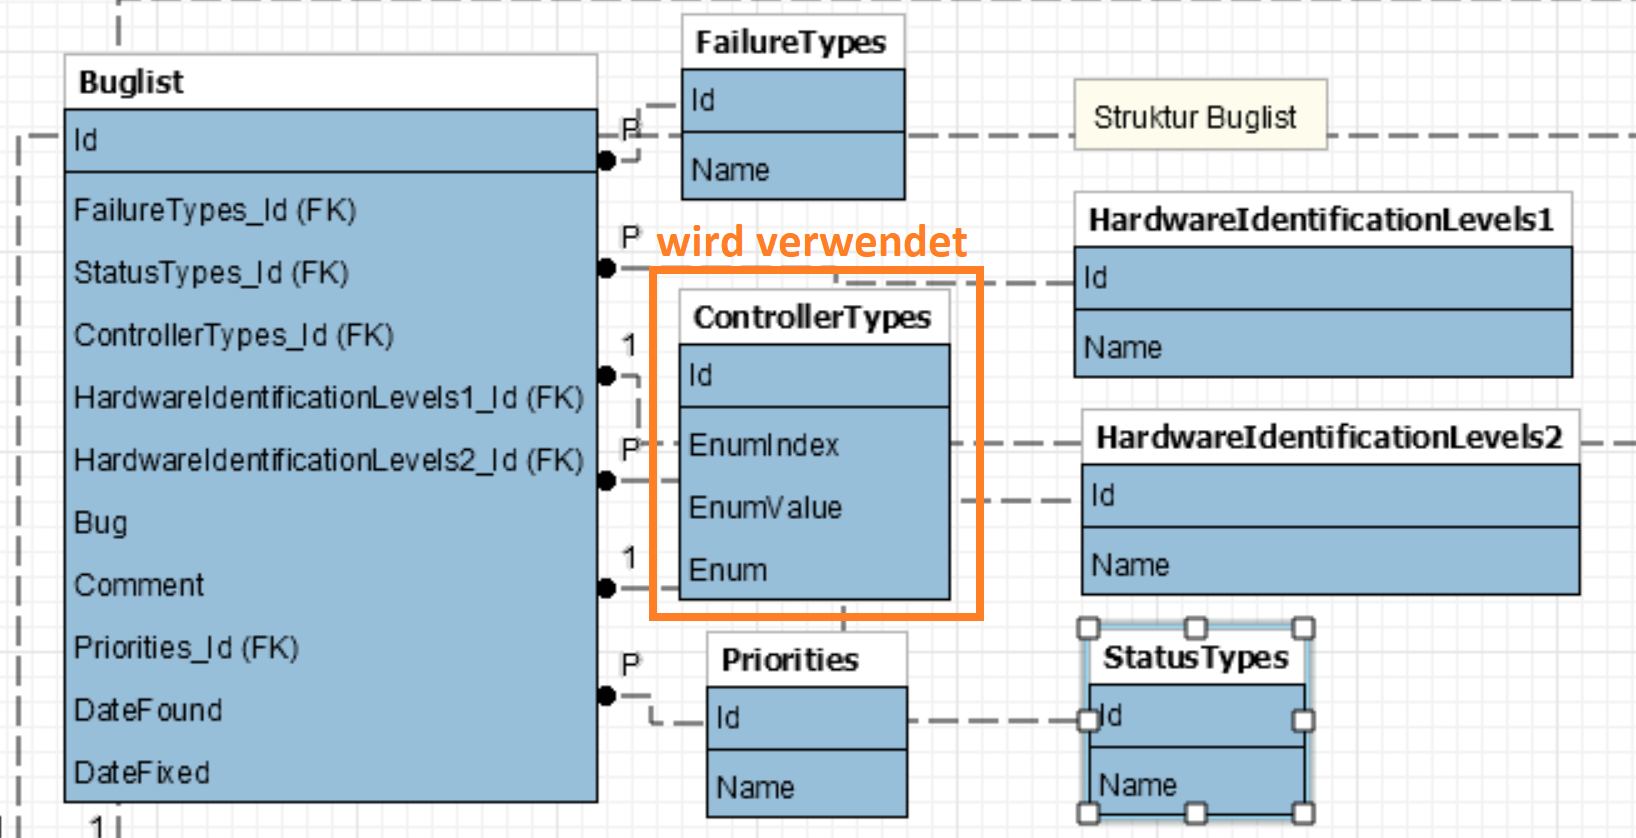 Buglist
Id
FailureTypes_Id (FK)
StatusTypes_Id (FK)
ControllerTypes_Id (FK)
HardwareIdentificationLevels1_Id (FK)
HardwareIdentificationLevels2_Id (FK)
Bug
Comment
Priorities_Id (FK)
DateFound
DateFixed
1
P
P
1
P
1
P
FailureTypes
Id
Name
wird verwendet
ControllerTypes
Id
EnumIndex
EnumValue
Enum
Priorities
Id
Name
Struktur Buglist
HardwareIdentificationLevels1
Id
Name
HardwareIdentificationLevels2
Id
Name
StatusTypes
Id
Name